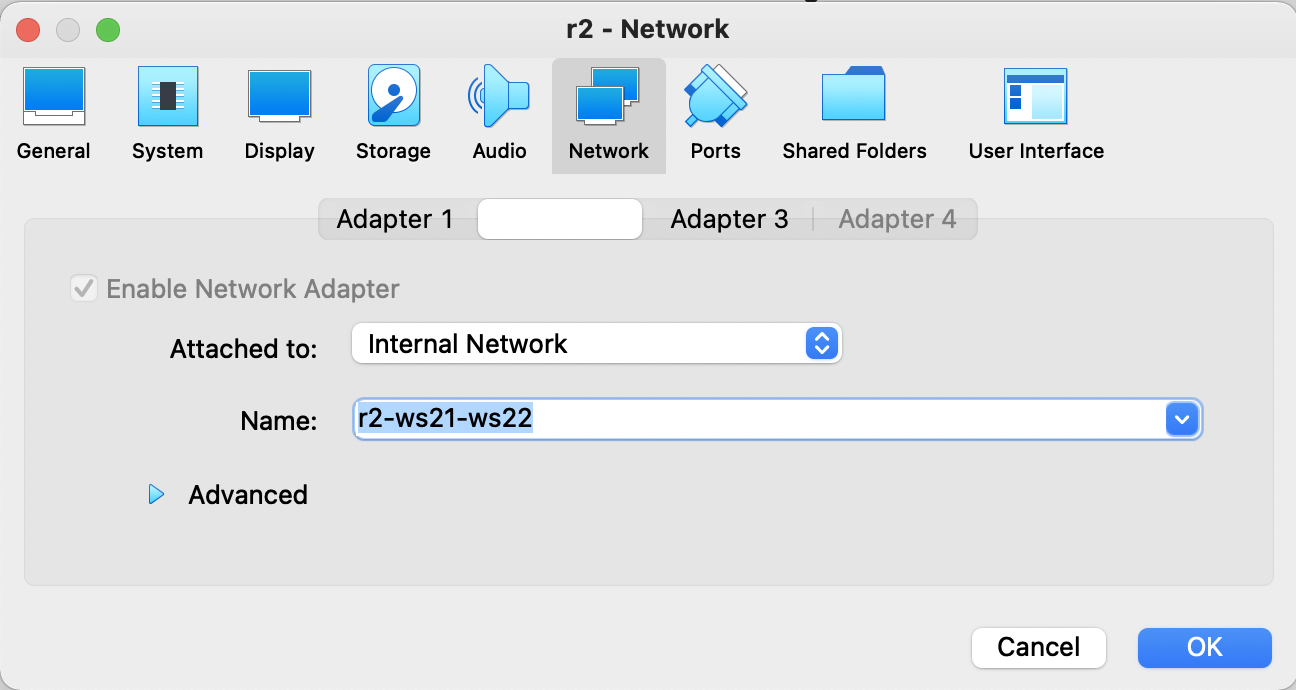 r2 - Network
General System Display Storage Audio Network Ports Shared Folders User Interface
Adapter 1 Adapter 3 Adapter 4
Enable Network Adapter
Attached to: Internal Network
Name: r2-ws21-ws22
Advanced
Cancel OK